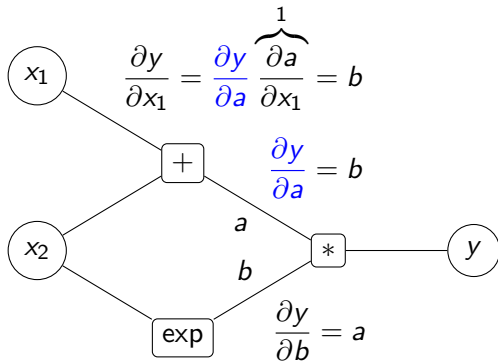 1
x₁ ∂y/∂x₁ = ∂y/∂a ∂a/∂x₁ = b
+ ∂y/∂a = b
a
x₂ * y
b
exp ∂y/∂b = a